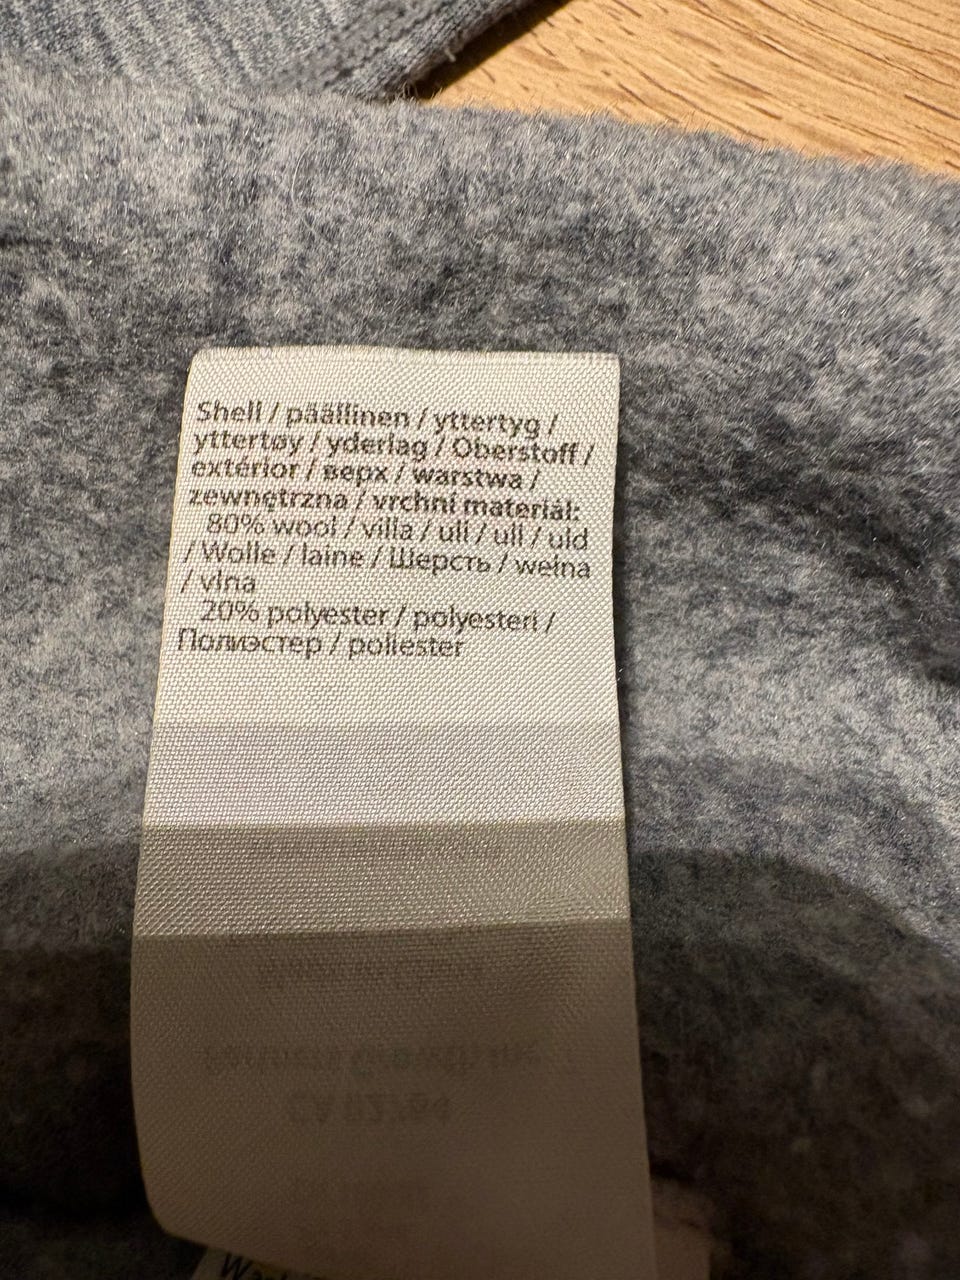 Shell / päällinen / yttertyg /
yttertøy / yderlag / Oberstoff /
extérior / верх / warstwa /
zewnętrzna / vrchní materiál:
80% wool / villa / ull / ull / uld
/ Wolle / laine / Шерсть / wełna
/ vlna
20% polyester / polyesteri /
Полиэстер / poliester